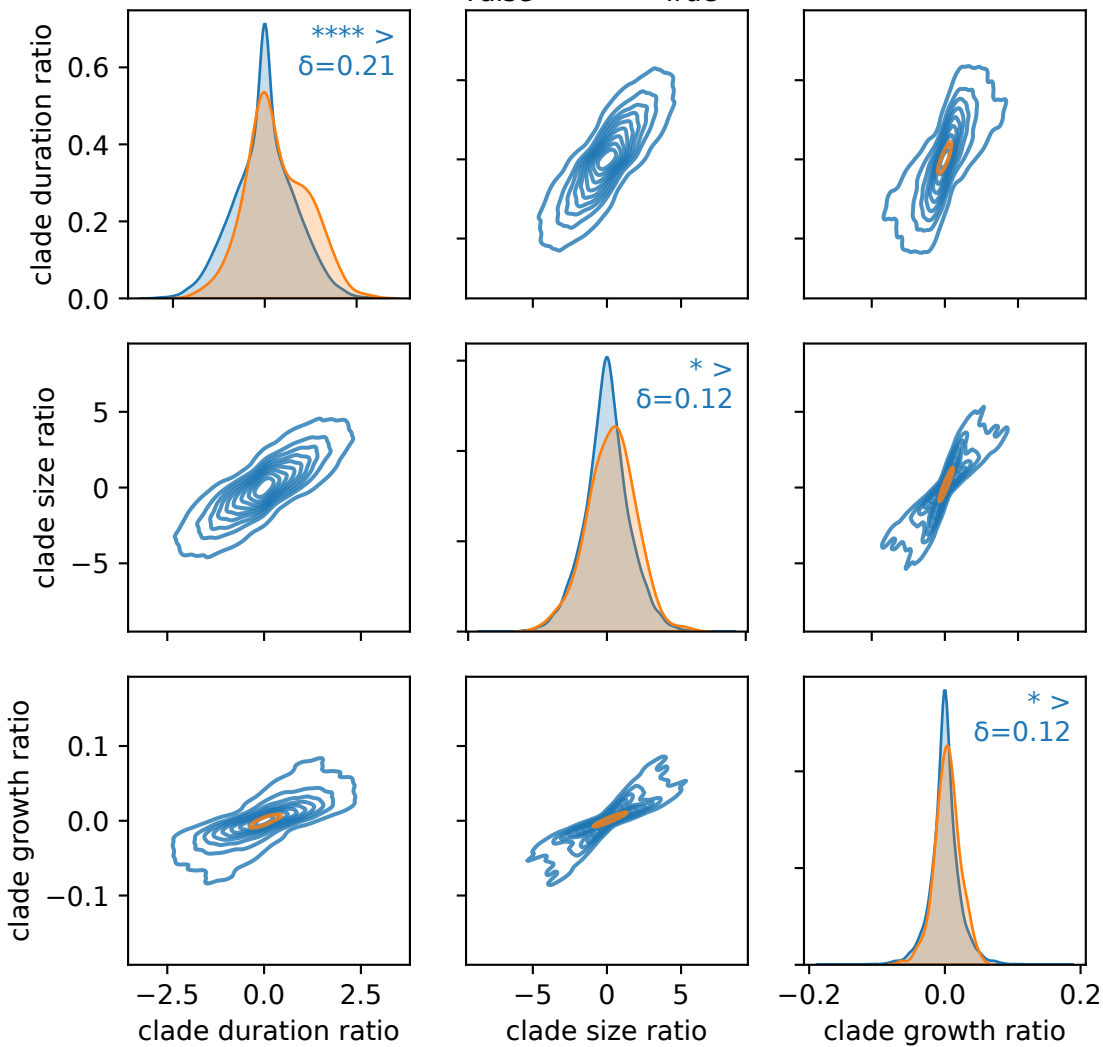 **** >
δ=0.21
clade duration ratio
0.6
0.4
0.2
0.0
* >
δ=0.12
clade size ratio
5
0
−5
* >
δ=0.12
clade growth ratio
0.1
0.0
−0.1
−2.5 0.0 2.5
−5 0 5
−0.2 0.0 0.2
clade duration ratio
clade size ratio
clade growth ratio